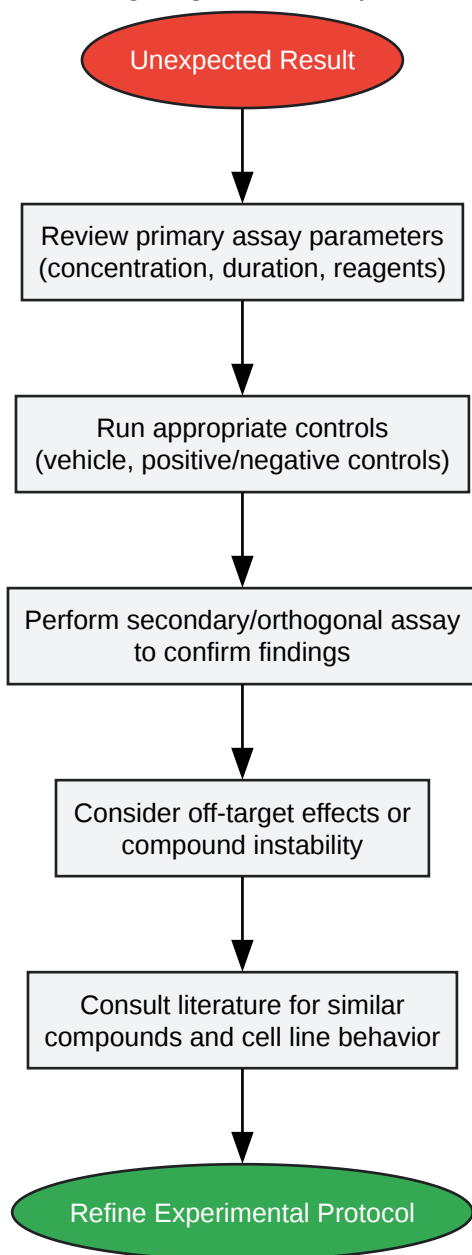 Unexpected Result
Review primary assay parameters
(concentration, duration, reagents)
Run appropriate controls
(vehicle, positive/negative controls)
Perform secondary/orthogonal assay
to confirm findings
Consider off-target effects or
compound instability
Consult literature for similar
compounds and cell line behavior
Refine Experimental Protocol